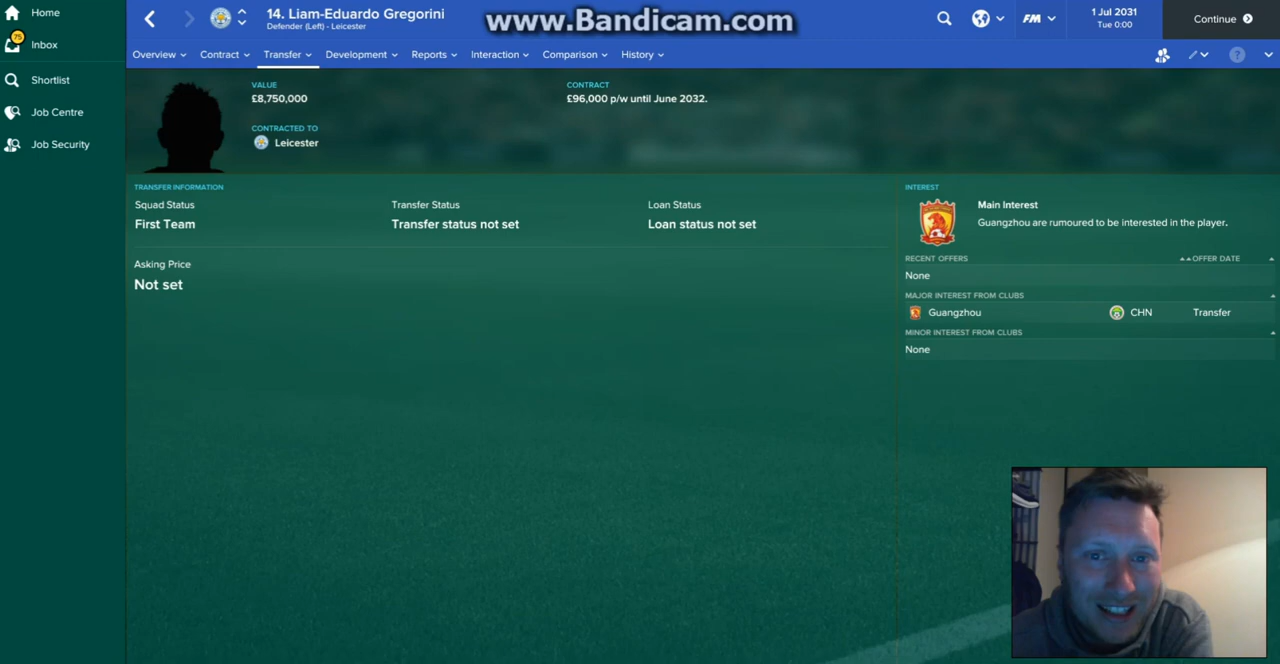 Home
75
Inbox
Shortlist
Job Centre
Job Security
14. Liam-Eduardo Gregorini
Defender (Left) - Leicester
www.Bandicam.com
FM
1 Jul 2031
Tue 0:00
Continue
Overview Contract Transfer Development Reports Interaction Comparison History
?
VALUE
£8,750,000
CONTRACTED TO
Leicester
CONTRACT
£96,000 p/w until June 2032.
TRANSFER INFORMATION
Squad Status Transfer Status Loan Status
First Team Transfer status not set Loan status not set
Asking Price
Not set
INTEREST
Main Interest
Guangzhou are rumoured to be interested in the player.
RECENT OFFERS OFFER DATE
None
MAJOR INTEREST FROM CLUBS
Guangzhou CHN Transfer
MINOR INTEREST FROM CLUBS
None